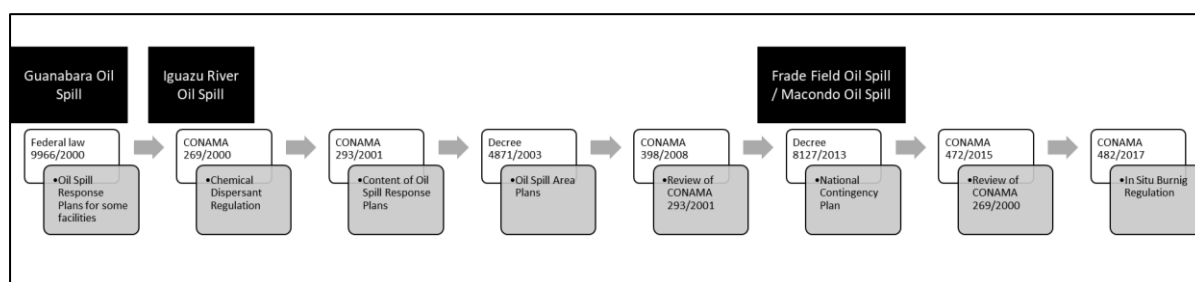 Guanabara Oil
Spill
Iguazu River
Oil Spill
Frade Field Oil Spill
/ Macondo Oil Spill
Federal law
9966/2000
•Oil Spill
Response
Plans for some
facilities
CONAMA
269/2000
•Chemical
Dispersant
Regulation
CONAMA
293/2001
•Content of Oil
Spill Response
Plans
Decree
4871/2003
•Oil Spill Area
Plans
CONAMA
398/2008
•Review of
CONAMA
293/2001
Decree
8127/2013
•National
Contingency
Plan
CONAMA
472/2015
•Review of
CONAMA
269/2000
CONAMA
482/2017
•In Situ Burnig
Regulation